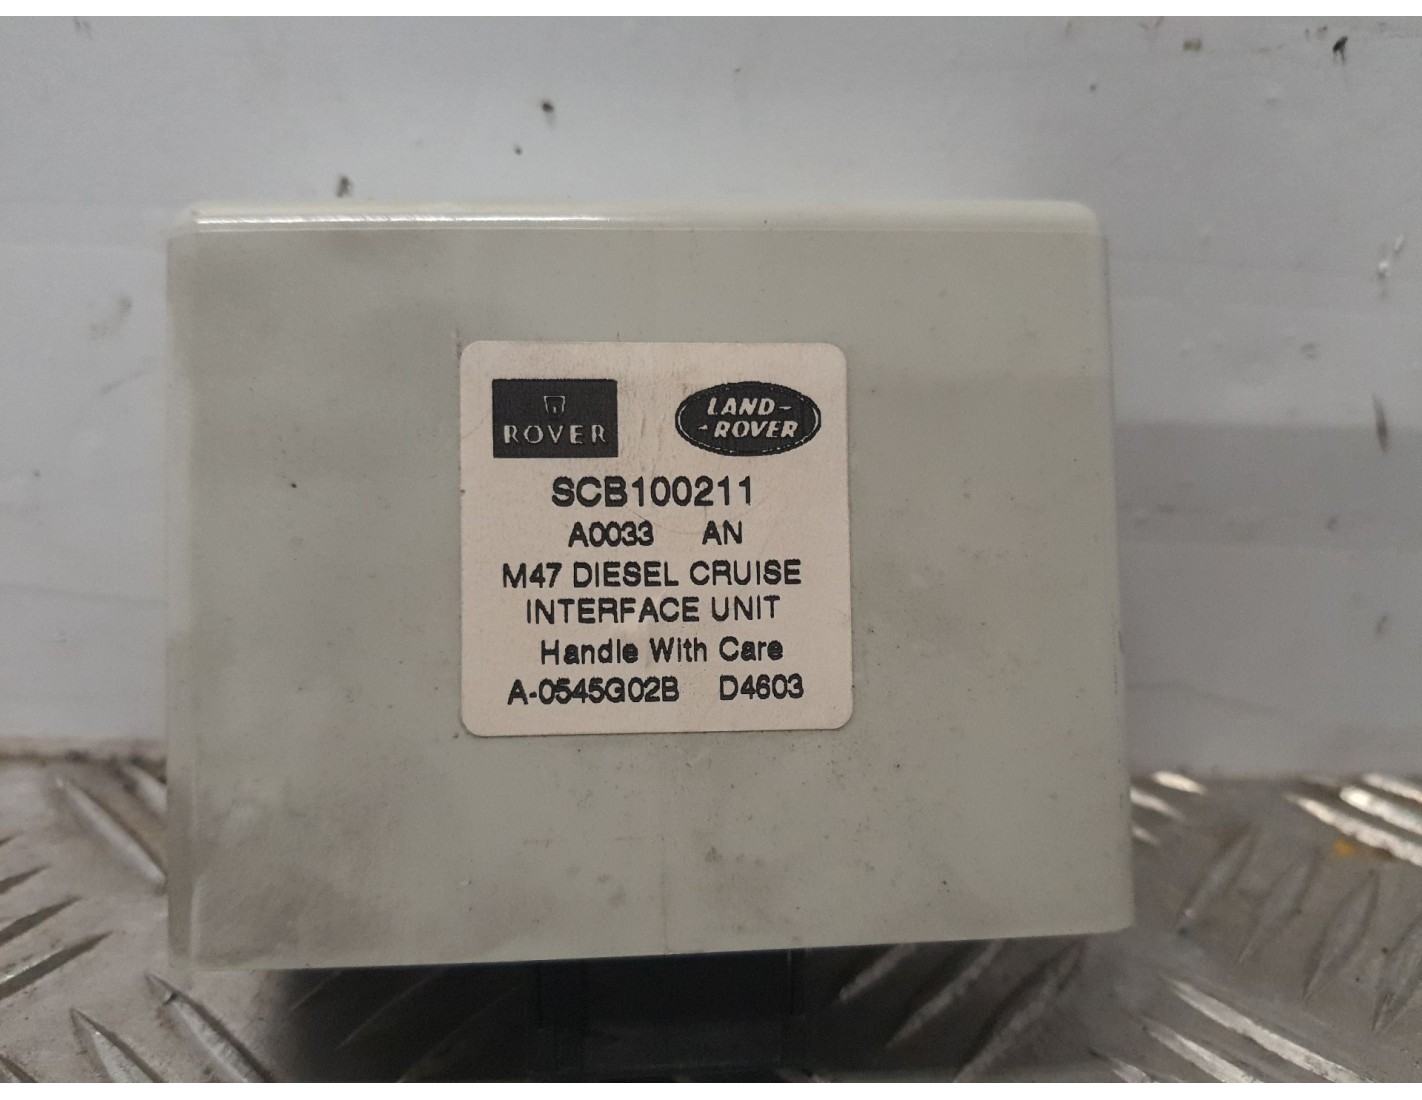 ROVER
LAND-
-ROVER
SCB100211
A0033 AN
M47 DIESEL CRUISE
INTERFACE UNIT
Handle With Care
A-0545G02B D4603